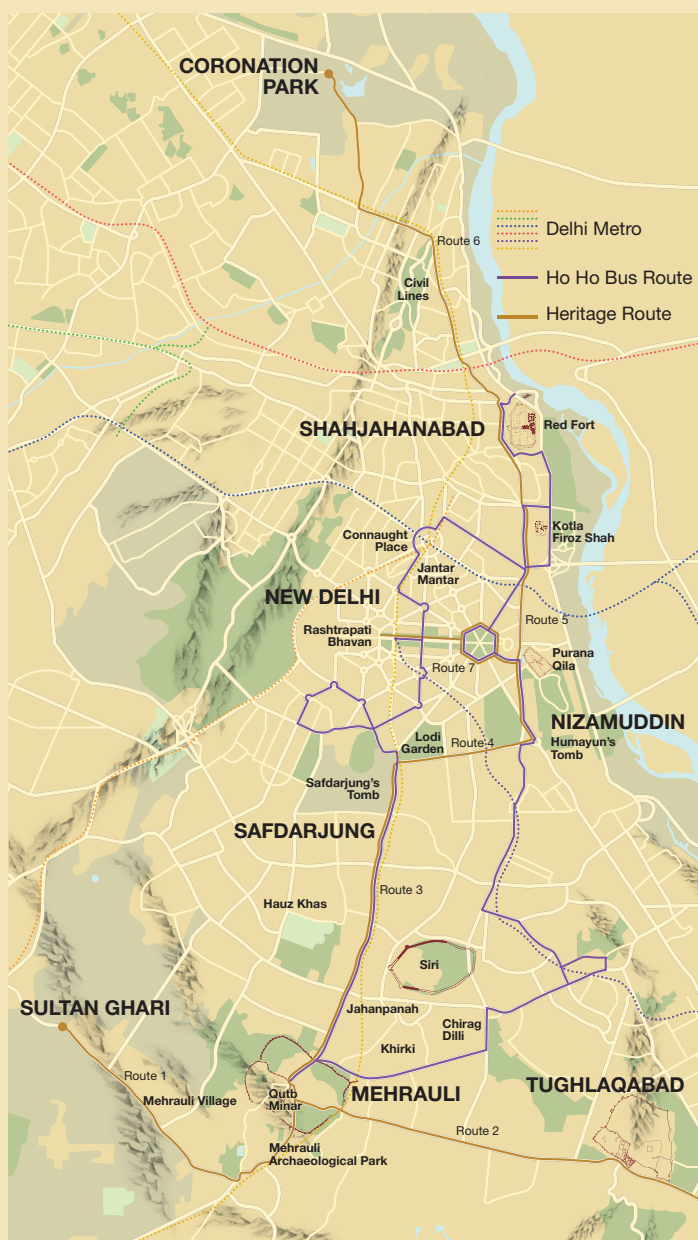 CORONATION
PARK
Route 6
Delhi Metro
Civil
Lines
Ho Ho Bus Route
Heritage Route
SHAHJAHANABAD
Red Fort
Connaught
Place
Kotla
Firoz Shah
Jantar
Mantar
NEW DELHI
Rashtrapati
Bhavan
Route 5
Purana
Qila
Route 7
NIZAMUDDIN
Lodi
Garden
Route 4
Humayun's
Tomb
Safdarjung's
Tomb
SAFDARJUNG
Route 3
Hauz Khas
Siri
SULTAN GHARI
Jahanpanah
Chirag
Dilli
Khirki
Route 1
TUGHLAQABAD
Mehrauli Village
Qutb
Minar
MEHRAULI
Route 2
Mehrauli
Archaeological Park